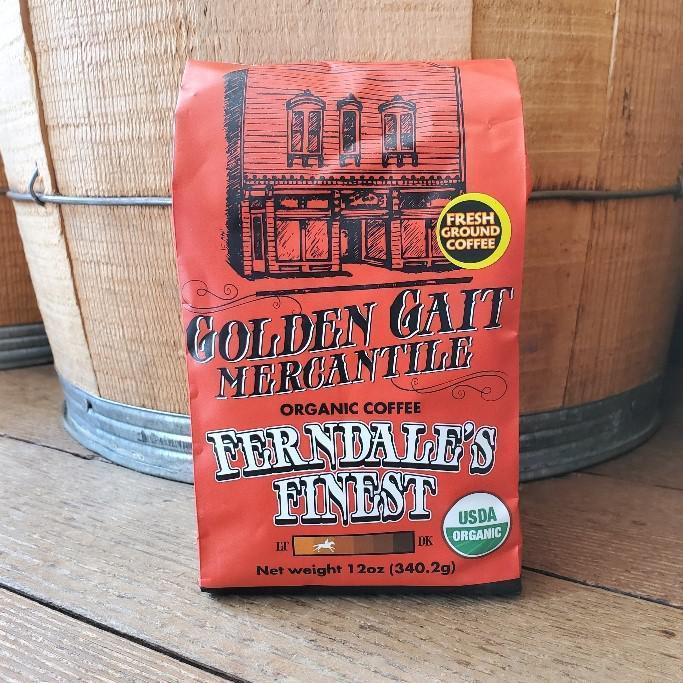 FRESH
GROUND
COFFEE
GOLDEN GAIT
MERCANTILE
ORGANIC COFFEE
FERNDALE'S
FINEST
USDA
ORGANIC
LT DK
Net weight 12oz (340.2g)